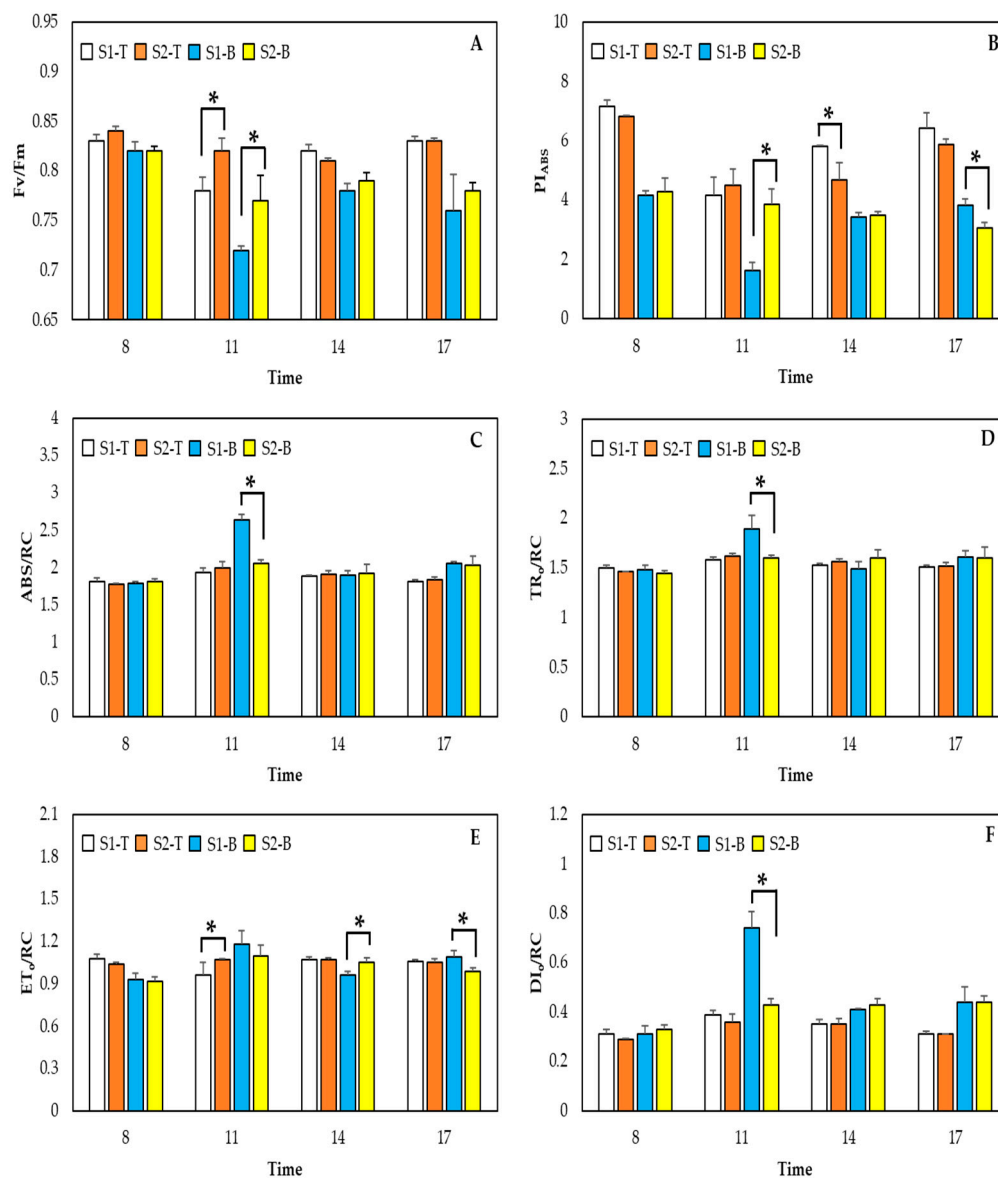 A
S1-T S2-T S1-B S2-B
Fv/Fm
0.95
0.9
0.85
0.8
0.75
0.7
0.65
* *
8 11 14 17
Time
B
S1-T S2-T S1-B S2-B
PI_ABS
10
8
6
4
2
0
* * *
8 11 14 17
Time
C
S1-T S2-T S1-B S2-B
ABS/RC
4
3.5
3
2.5
2
1.5
1
0.5
0
*
8 11 14 17
Time
D
S1-T S2-T S1-B S2-B
TR₀/RC
3
2.5
2
1.5
1
0.5
0
*
8 11 14 17
Time
E
S1-T S2-T S1-B S2-B
ET₀/RC
2.1
1.8
1.5
1.2
0.9
0.6
0.3
0
* * *
8 11 14 17
Time
F
S1-T S2-T S1-B S2-B
DI₀/RC
1.2
1
0.8
0.6
0.4
0.2
0
*
8 11 14 17
Time